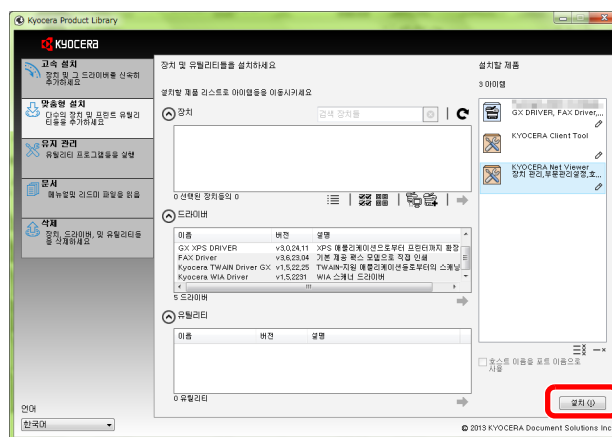 Kyocera Product Library
KYOCERA
고속 설치
장치 및 그 드라이버를 신속히
추가하세요
맞춤형 설치
다수의 장치 및 프린트 유틸리
티들을 추가하세요
유지 관리
유틸리티 프로그램들을 실행
문서
매뉴얼및 리드미 파일을 읽음
삭제
장치, 드라이버, 및 유틸리티들
을 삭제하세요
언어
한국어
장치 및 유틸리티들을 설치하세요
설치할 제품 리스트로 아이템들을 이동시키세요
장치
검색 장치들
0 선택된 장치들의 0
드라이버
이름 버전 설명
GX XPS DRIVER v3.0.24.11 XPS 애플리케이션으로부터 프린터까지 확장
FAX Driver v3.6.23.04 기본 제공 팩스 모뎀으로 직접 인쇄
Kyocera TWAIN Driver GX v1.5.22.25 TWAIN-지원 애플리케이션들로부터의 스캐닝
Kyocera WIA Driver v1.5.2231 WIA 스캐너 드라이버
5 드라이버
유틸리티
이름 버전 설명
0 유틸리티
설치할 제품
3 아이템
GX DRIVER, FAX Driver,...
KYOCERA Client Tool
KYOCERA Net Viewer
장치 관리,부문관리설정,호...
호스트 이름을 포트 이름으로
사용
설치 (I)
© 2013 KYOCERA Document Solutions Inc